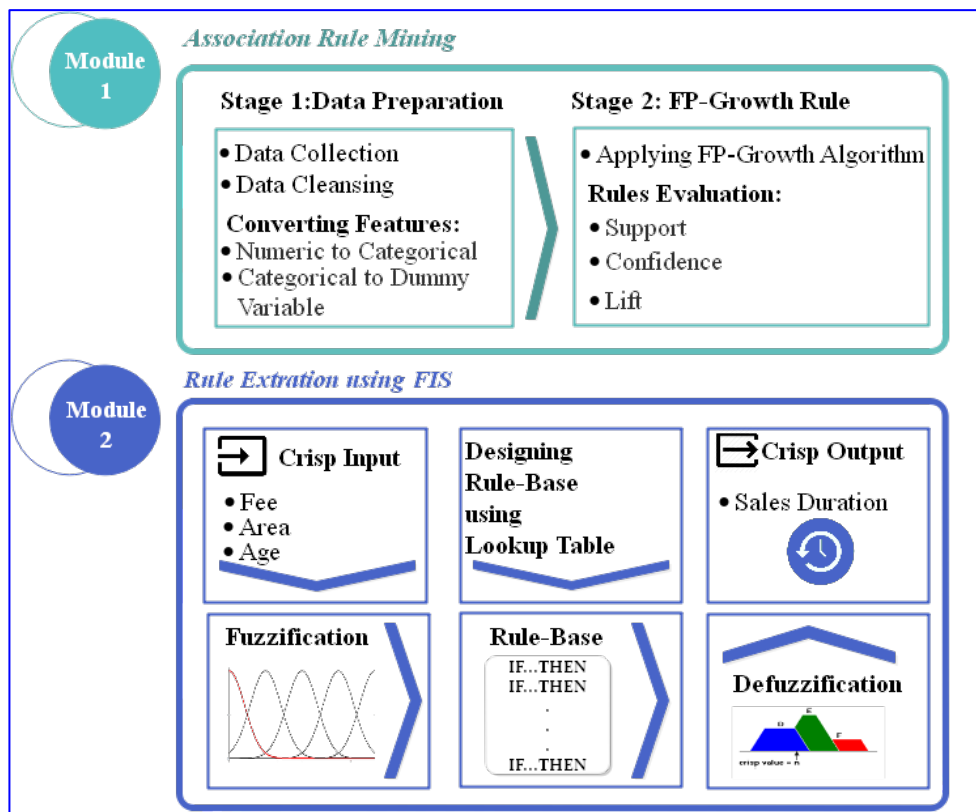 Module
1
Association Rule Mining
Stage 1:Data Preparation
• Data Collection
• Data Cleansing
Converting Features:
• Numeric to Categorical
• Categorical to Dummy
Variable
Stage 2: FP-Growth Rule
• Applying FP-Growth Algorithm
Rules Evaluation:
• Support
• Confidence
• Lift
Module
2
Rule Extration using FIS
Crisp Input
• Fee
• Area
• Age
Designing
Rule-Base
using
Lookup Table
Crisp Output
• Sales Duration
Fuzzification
Rule-Base
IF...THEN
IF...THEN
.
.
.
IF...THEN
Defuzzification
D
E
F
crisp value = n